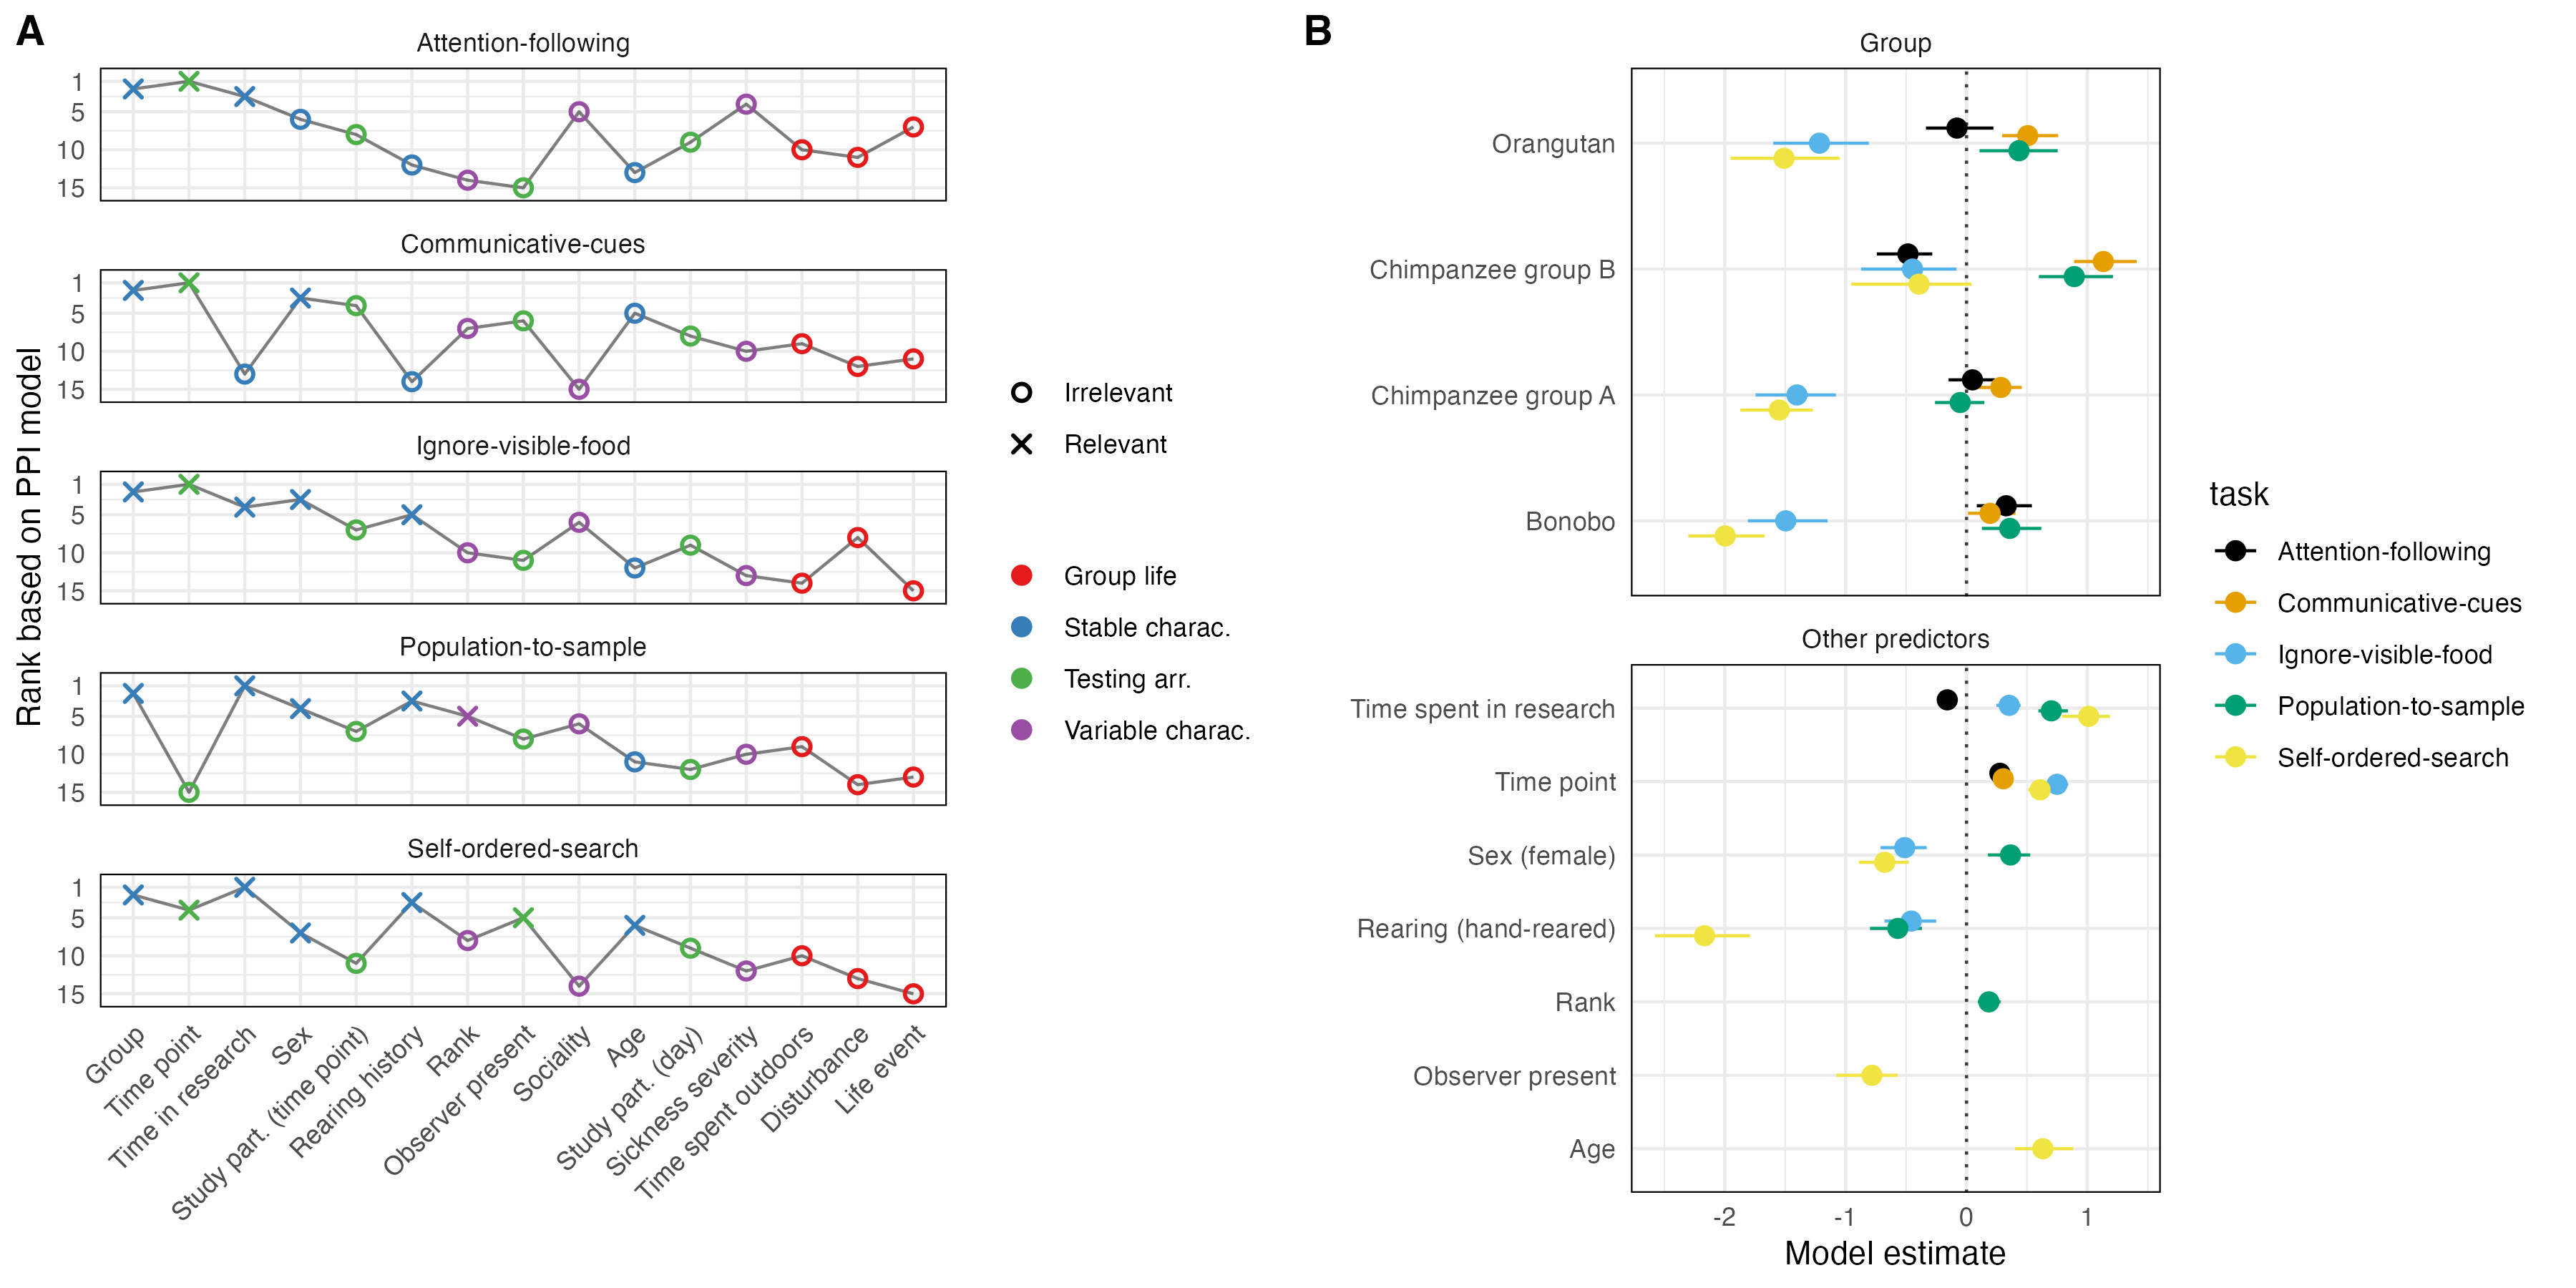 A
Attention-following
1
5
10
15
Communicative-cues
1
5
10
15
Ignore-visible-food
1
5
10
15
Population-to-sample
1
5
10
15
Self-ordered-search
1
5
10
15
Rank based on PPI model
Group
Time point
Time in research
Sex
Study part. (time point)
Rearing history
Rank
Observer present
Sociality
Age
Study part. (day)
Sickness severity
Time spent outdoors
Disturbance
Life event
Irrelevant
Relevant
Group life
Stable charac.
Testing arr.
Variable charac.
B
Group
Orangutan
Chimpanzee group B
Chimpanzee group A
Bonobo
Other predictors
Time spent in research
Time point
Sex (female)
Rearing (hand-reared)
Rank
Observer present
Age
-2
-1
0
1
Model estimate
task
Attention-following
Communicative-cues
Ignore-visible-food
Population-to-sample
Self-ordered-search